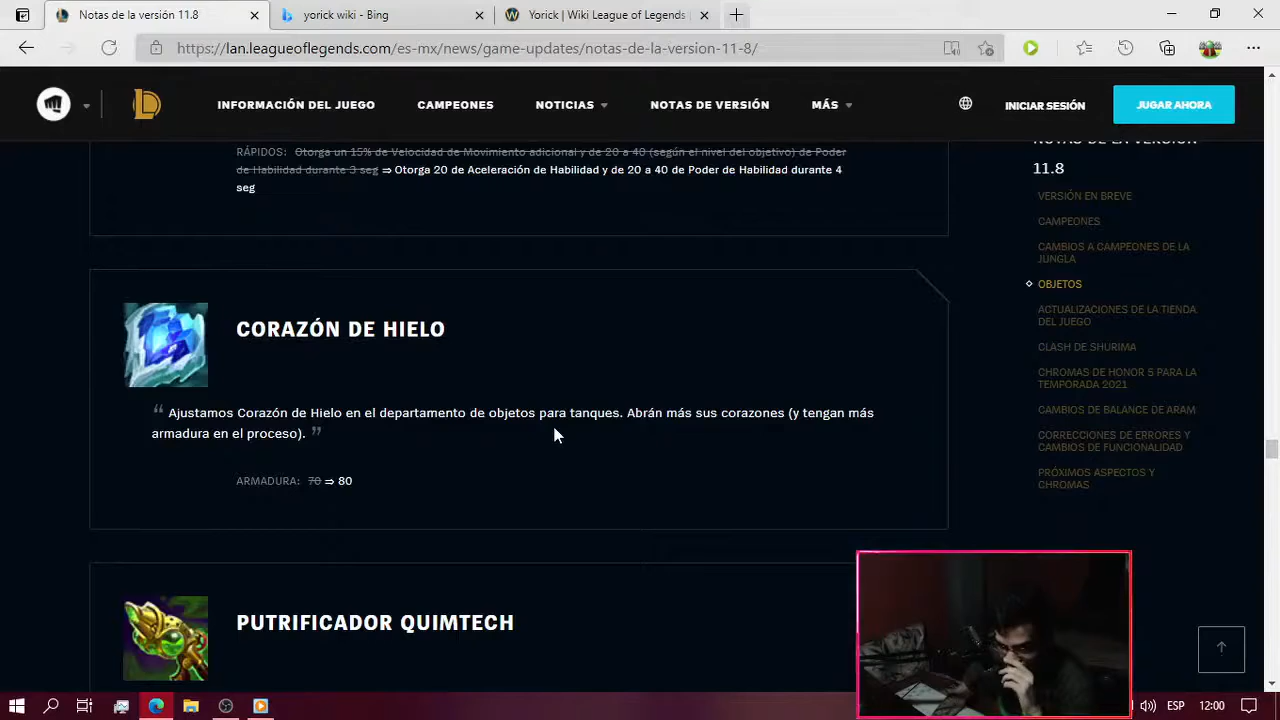 Notas de la versión 11.8
yorick wiki - Bing
Yorick | Wiki League of Legends
https://lan.leagueoflegends.com/es-mx/news/game-updates/notas-de-la-version-11-8/
INFORMACIÓN DEL JUEGO
CAMPEONES
NOTICIAS
NOTAS DE VERSIÓN
MÁS
INICIAR SESIÓN
JUGAR AHORA
RÁPIDOS: Otorga un 15% de Velocidad de Movimiento adicional y de 20 a 40 (según el nivel del objetivo) de Poder
de Habilidad durante 3 seg ⇒ Otorga 20 de Aceleración de Habilidad y de 20 a 40 de Poder de Habilidad durante 4
seg
CORAZÓN DE HIELO
“ Ajustamos Corazón de Hielo en el departamento de objetos para tanques. Abrán más sus corazones (y tengan más
armadura en el proceso). ”
ARMADURA: 70 ⇒ 80
PUTRIFICADOR QUIMTECH
NOTAS DE LA VERSIÓN
11.8
VERSIÓN EN BREVE
CAMPEONES
CAMBIOS A CAMPEONES DE LA
JUNGLA
OBJETOS
ACTUALIZACIONES DE LA TIENDA
DEL JUEGO
CLASH DE SHURIMA
CHROMAS DE HONOR 5 PARA LA
TEMPORADA 2021
CAMBIOS DE BALANCE DE ARAM
CORRECCIONES DE ERRORES Y
CAMBIOS DE FUNCIONALIDAD
PRÓXIMOS ASPECTOS Y
CHROMAS
ESP
12:00